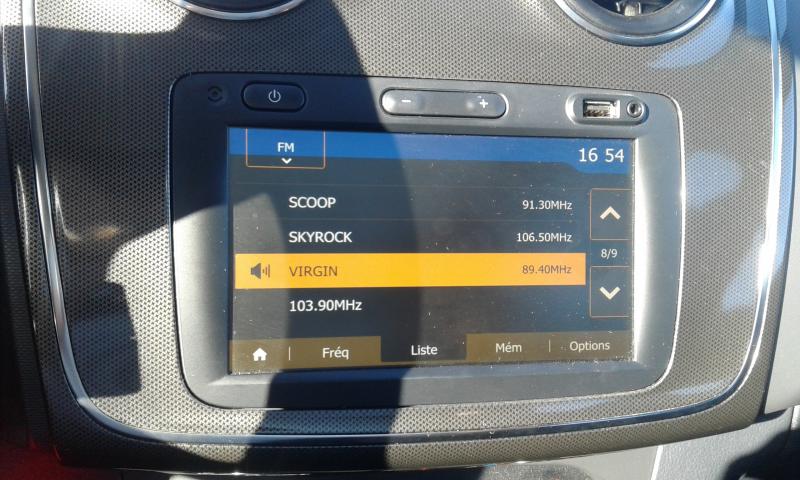 FM
16 54
SCOOP 91.30MHz
SKYROCK 106.50MHz
8/9
VIRGIN 89.40MHz
103.90MHz
Fréq Liste Mém Options